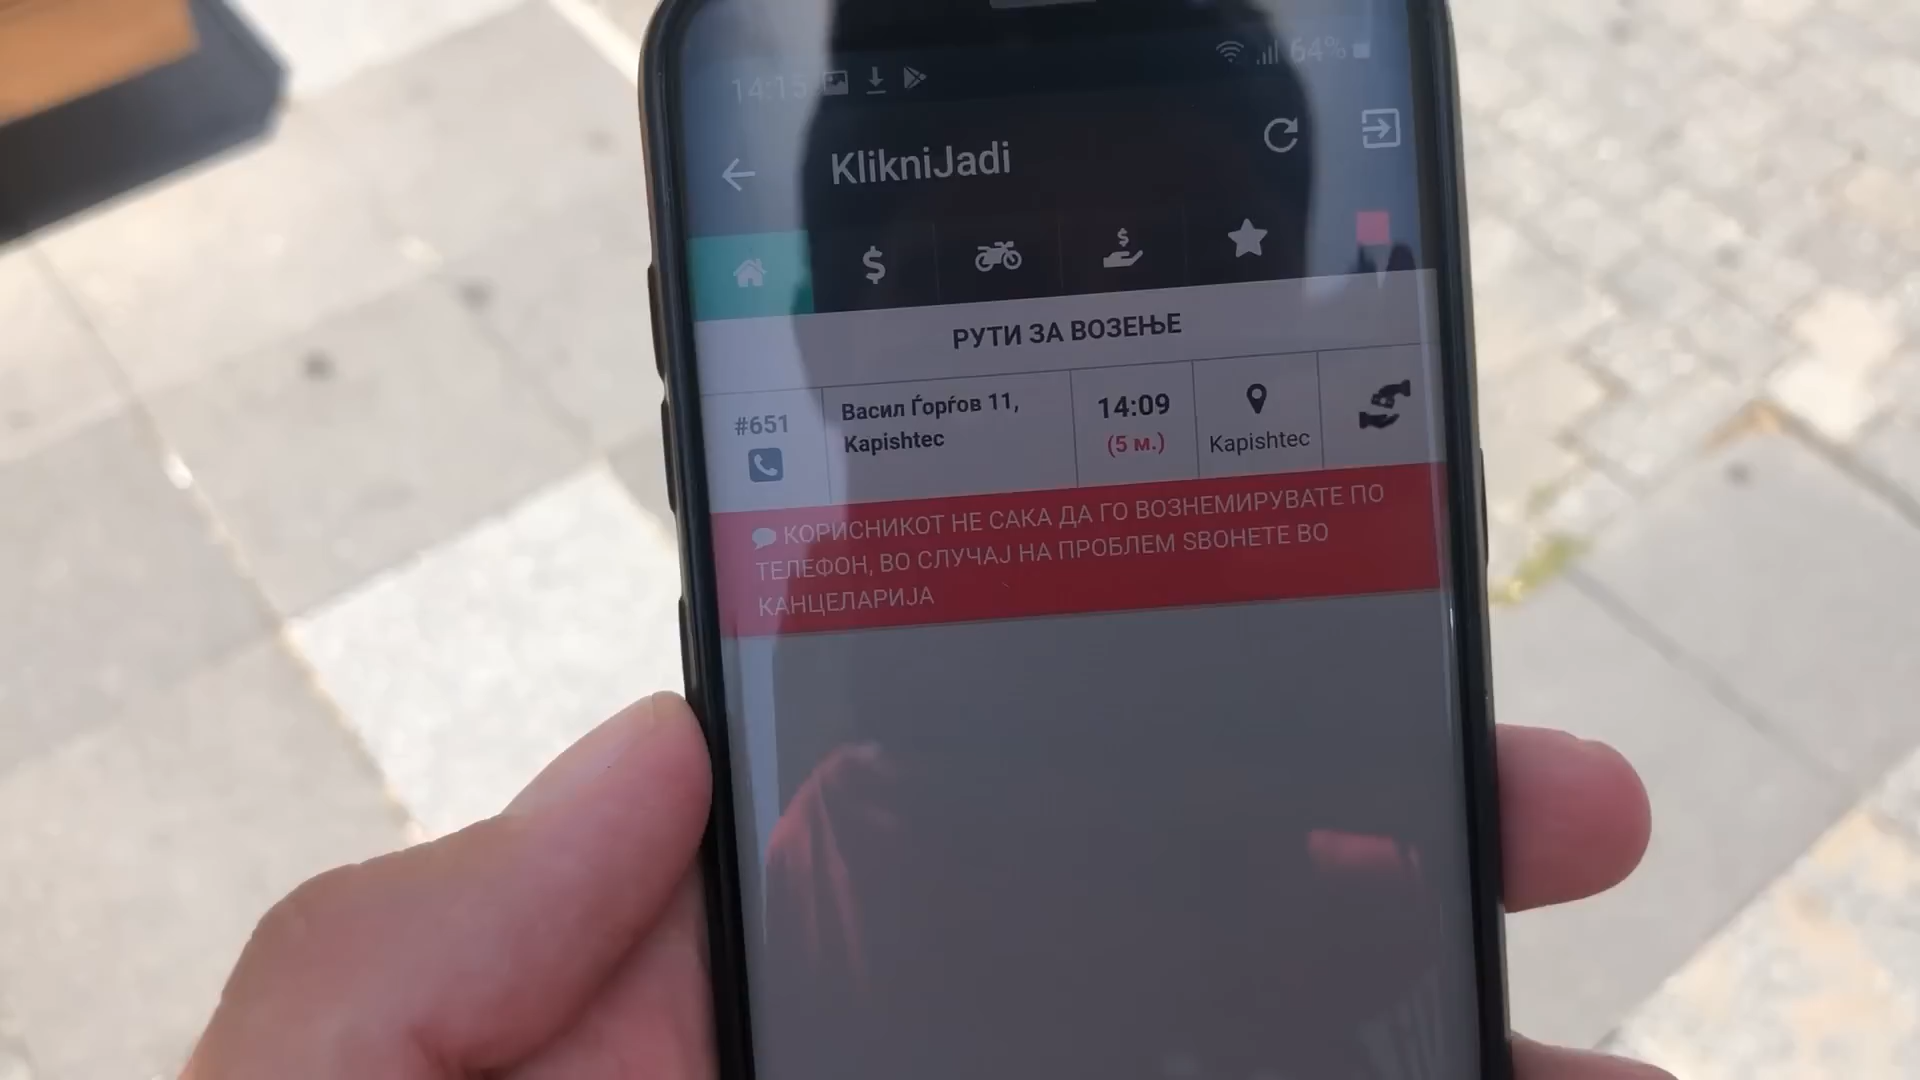 14:15
64%
KlikniJadi
РУТИ ЗА ВОЗЕЊЕ
#651
Васил Ѓорѓов 11,
Kapishtec
14:09
(5 м.)
Kapishtec
КОРИСНИКОТ НЕ САКА ДА ГО ВОЗНЕМИРУВАТЕ ПО
ТЕЛЕФОН, ВО СЛУЧАЈ НА ПРОБЛЕМ ЅВОНЕТЕ ВО
КАНЦЕЛАРИЈА